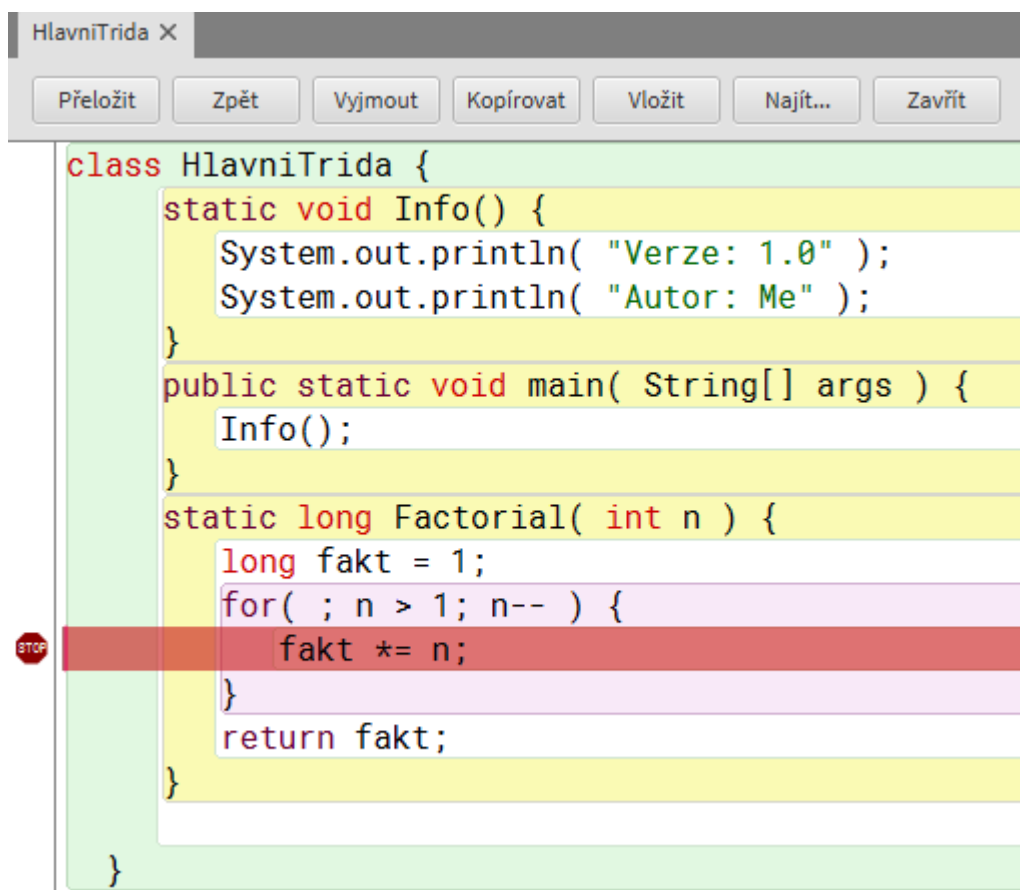 HlavniTrida ×
Přeložit Zpět Vyjmout Kopírovat Vložit Najít... Zavřít
class HlavniTrida {
static void Info() {
System.out.println( "Verze: 1.0" );
System.out.println( "Autor: Me" );
}
public static void main( String[] args ) {
Info();
}
static long Factorial( int n ) {
long fakt = 1;
for( ; n > 1; n-- ) {
STOP fakt *= n;
}
return fakt;
}
}